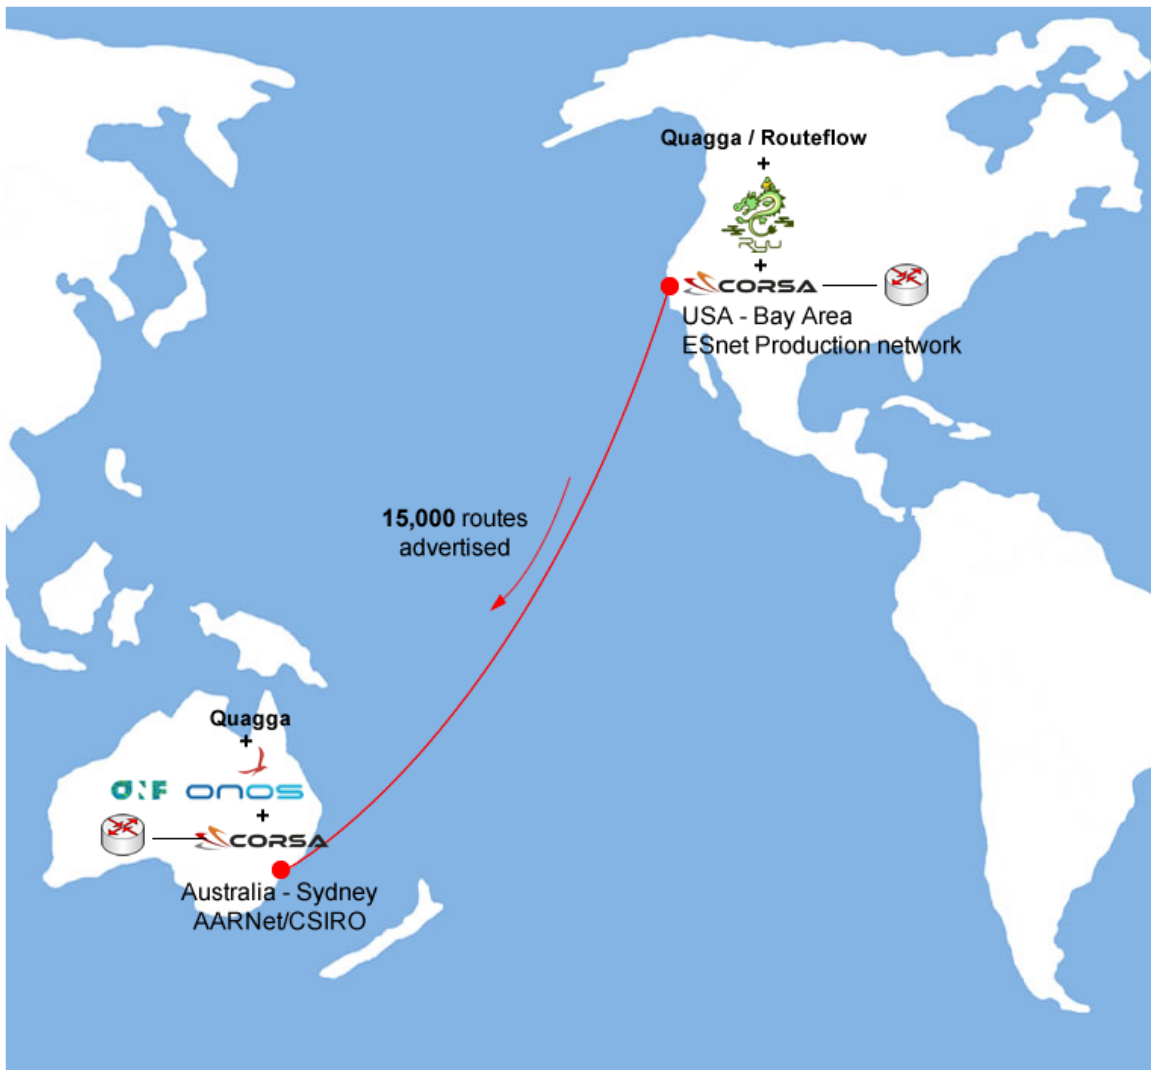 Quagga / Routeflow
+
Ryu
+
CORSA
USA - Bay Area
ESnet Production network
15,000 routes
advertised
Quagga
+
ONF onos
+
CORSA
Australia - Sydney
AARNet/CSIRO